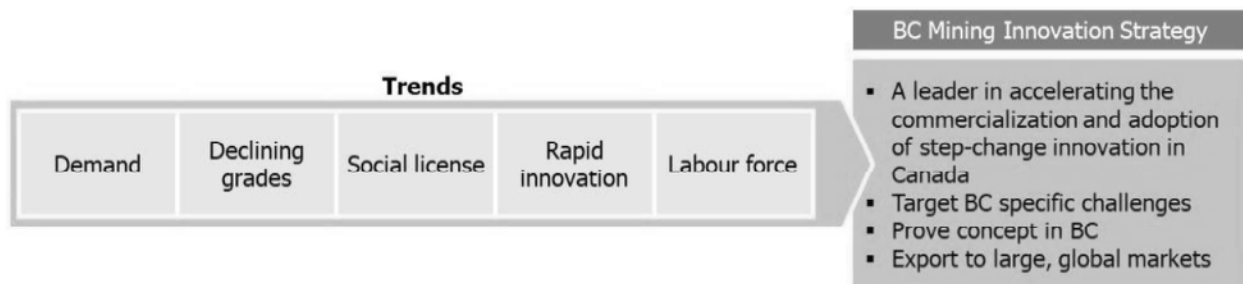 Trends
Demand
Declining
grades
Social license
Rapid
innovation
Labour force
BC Mining Innovation Strategy
▪ A leader in accelerating the
commercialization and adoption
of step-change innovation in
Canada
▪ Target BC specific challenges
▪ Prove concept in BC
▪ Export to large, global markets